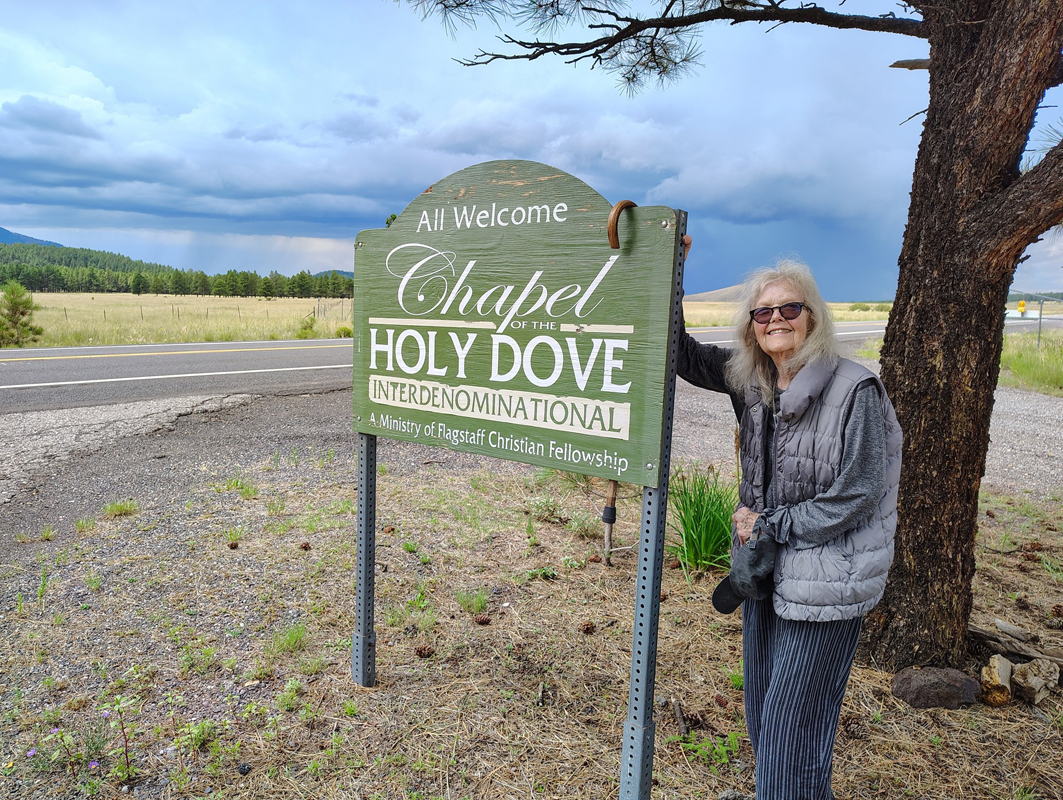 All Welcome
Chapel
OF THE
HOLY DOVE
INTERDENOMINATIONAL
A Ministry of Flagstaff Christian Fellowship